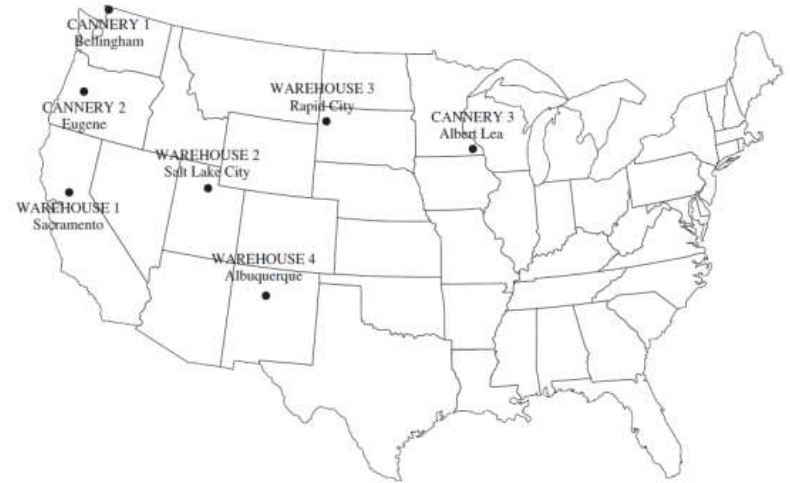 CANNERY 1
Bellingham
WAREHOUSE 3
Rapid City
CANNERY 2
Eugene
CANNERY 3
Albert Lea
WAREHOUSE 2
Salt Lake City
WAREHOUSE 1
Sacramento
WAREHOUSE 4
Albuquerque